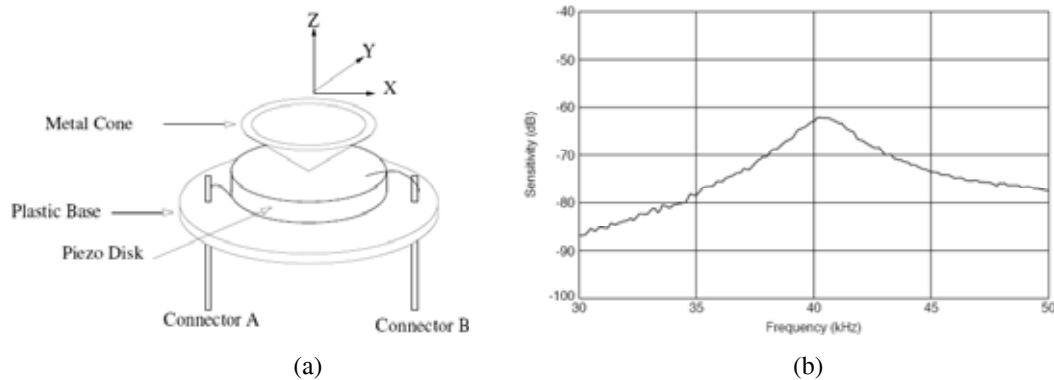 Z
Y
X
Metal Cone
Plastic Base
Piezo Disk
Connector A
Connector B
(a)
-40
-50
-60
-70
-80
-90
-100
Sensitivity (dB)
30
35
40
45
50
Frequency (kHz)
(b)